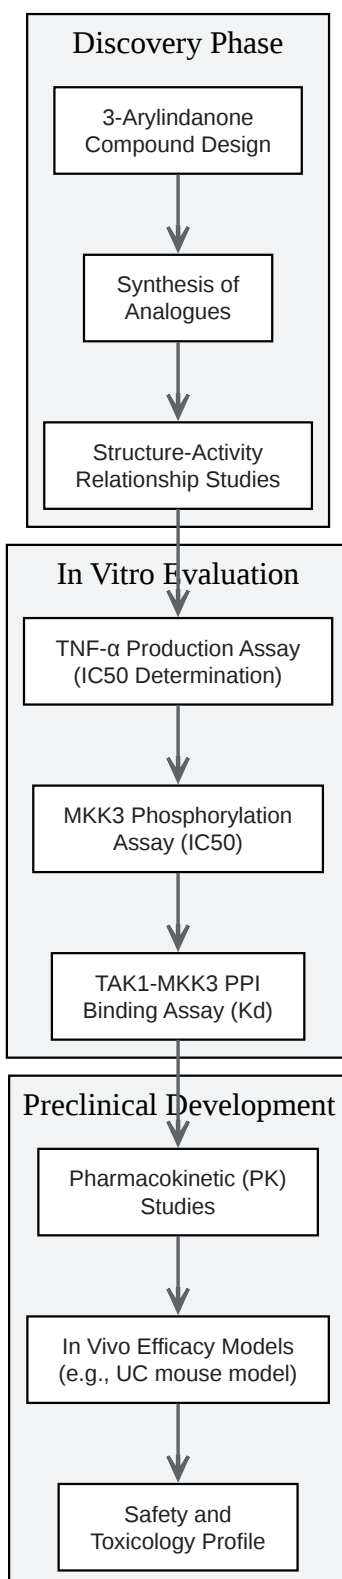 Discovery Phase
3-Arylindanone
Compound Design
Synthesis of
Analogues
Structure-Activity
Relationship Studies
In Vitro Evaluation
TNF-α Production Assay
(IC50 Determination)
MKK3 Phosphorylation
Assay (IC50)
TAK1-MKK3 PPI
Binding Assay (Kd)
Preclinical Development
Pharmacokinetic (PK)
Studies
In Vivo Efficacy Models
(e.g., UC mouse model)
Safety and
Toxicology Profile